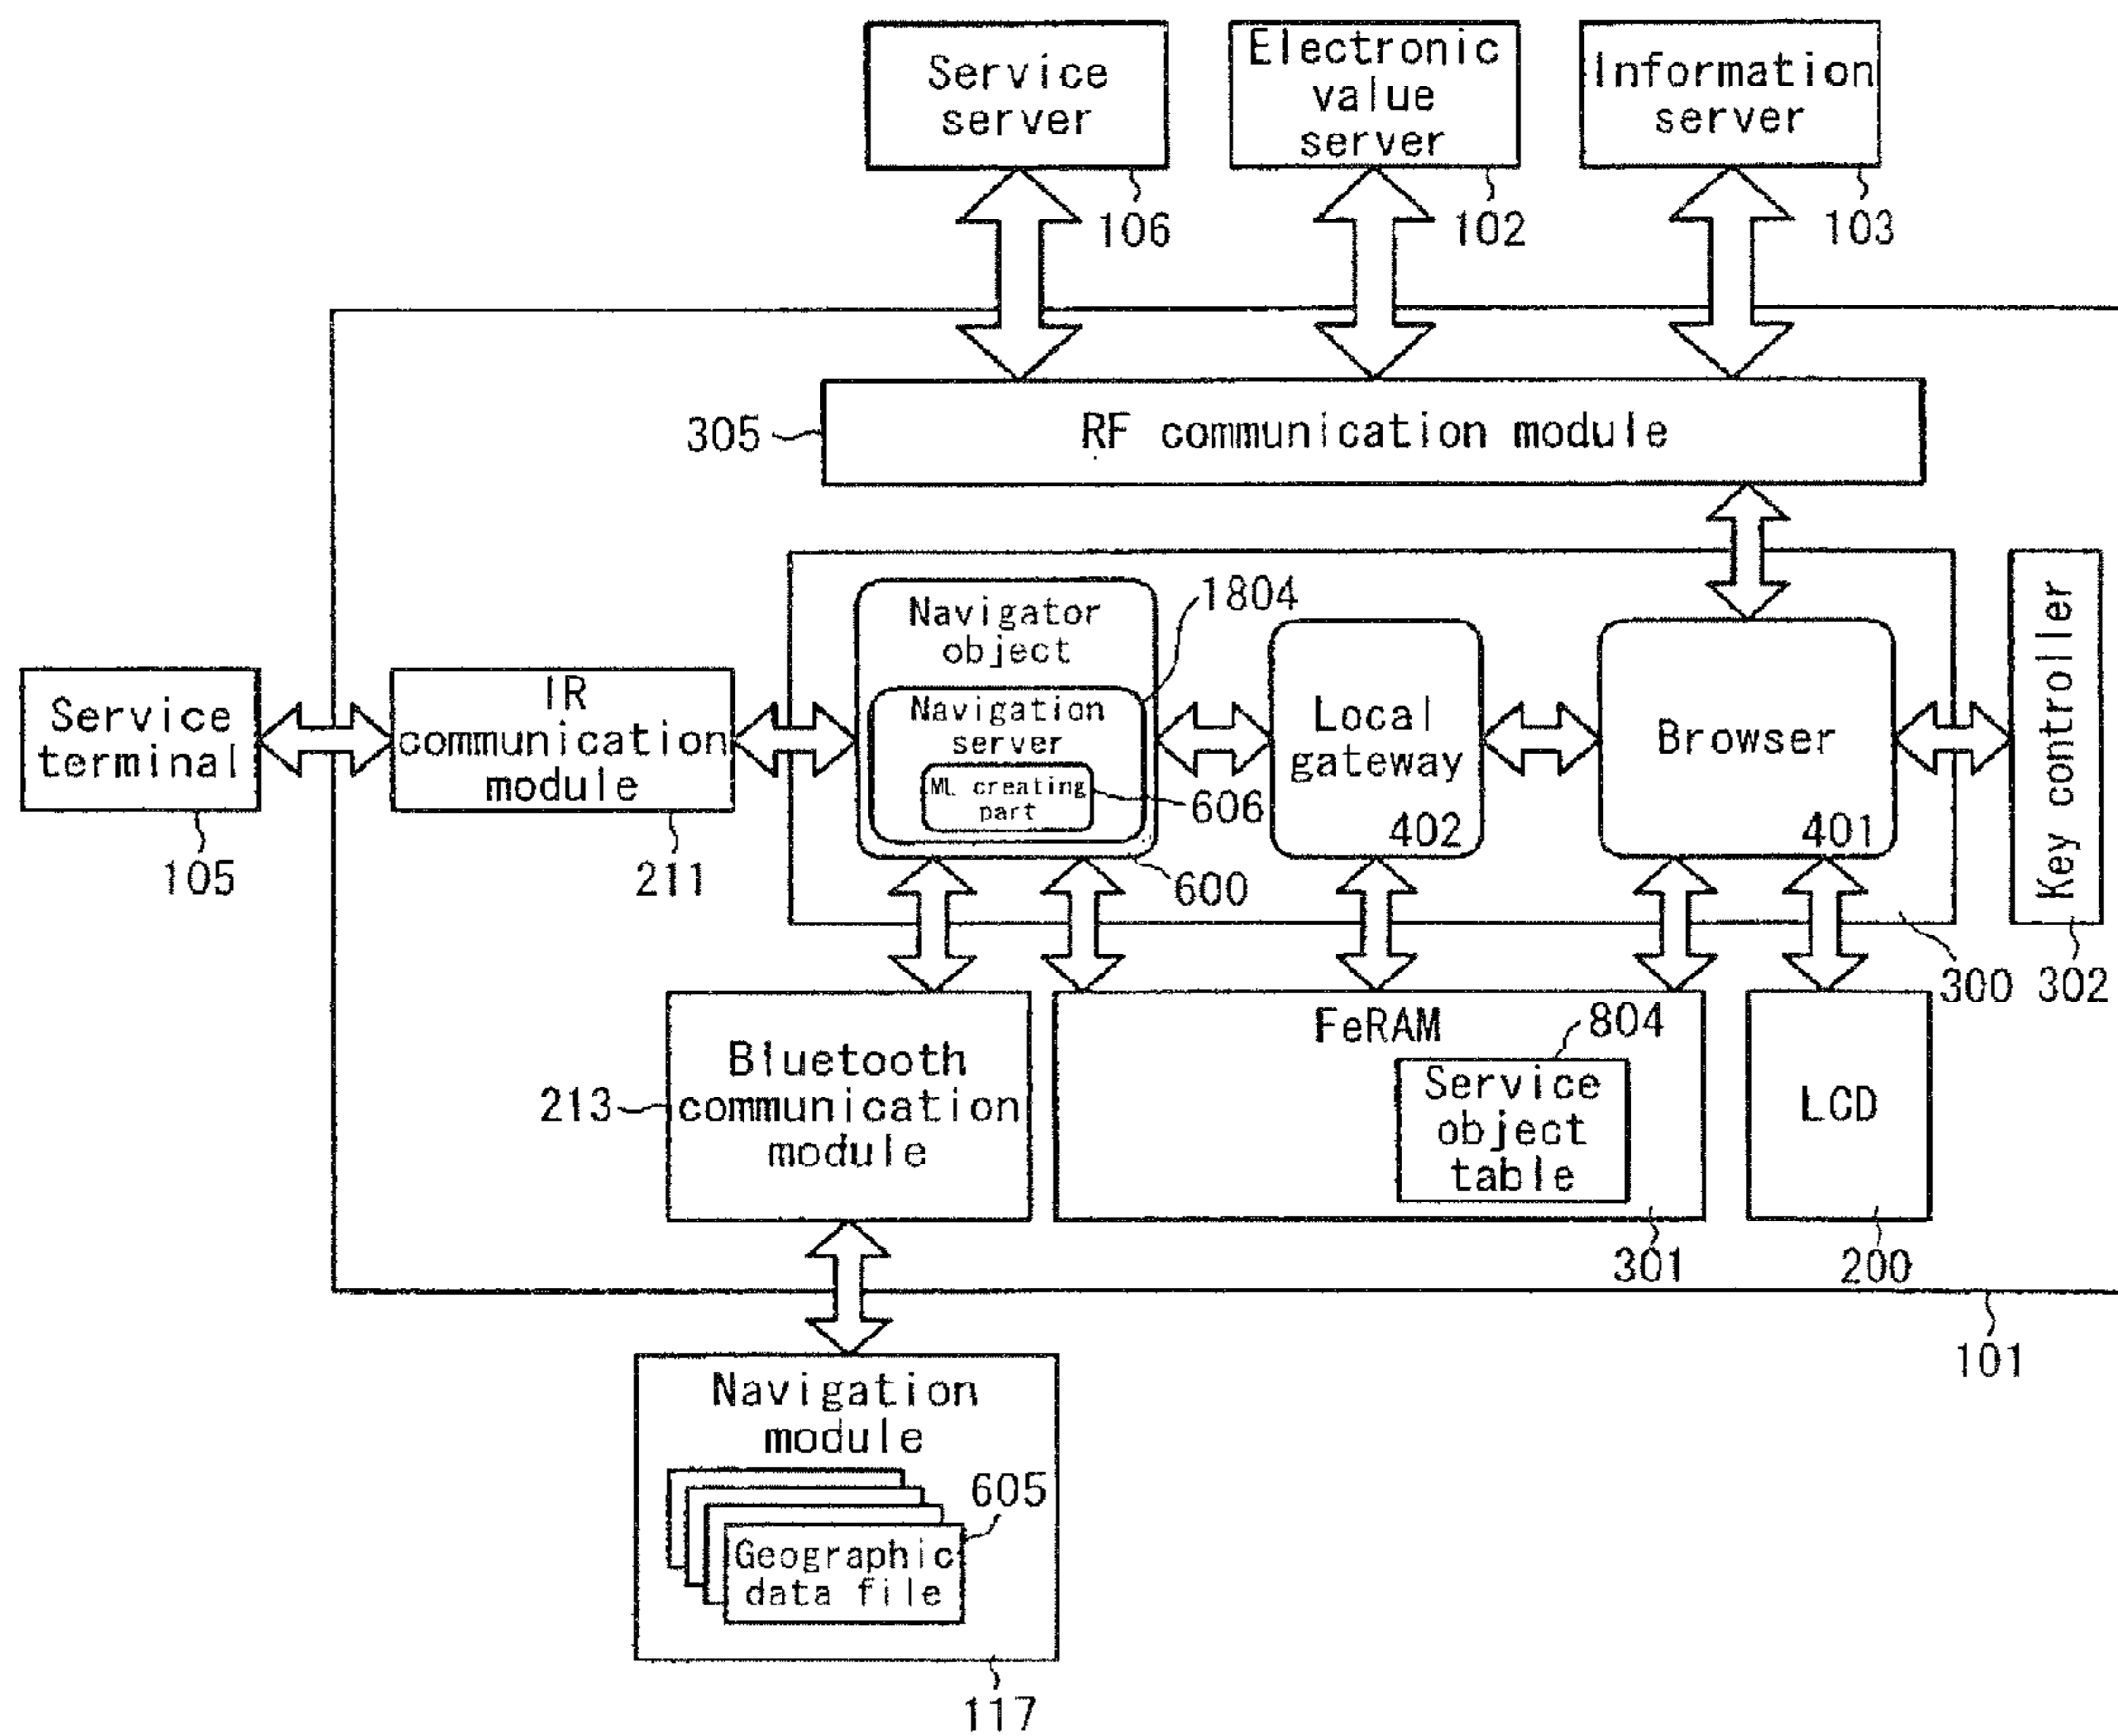 Service
server
106
Electronic
value
server
102
Information
server
103
305
RF communication module
Navigator
object
1804
Navigation
server
ML creating
part
606
600
Local
gateway
402
Browser
401
Key controller
302
300
Service
terminal
105
IR
communication
module
211
213
Bluetooth
communication
module
FeRAM
804
Service
object
table
301
LCD
200
101
Navigation
module
605
Geographic
data file
117